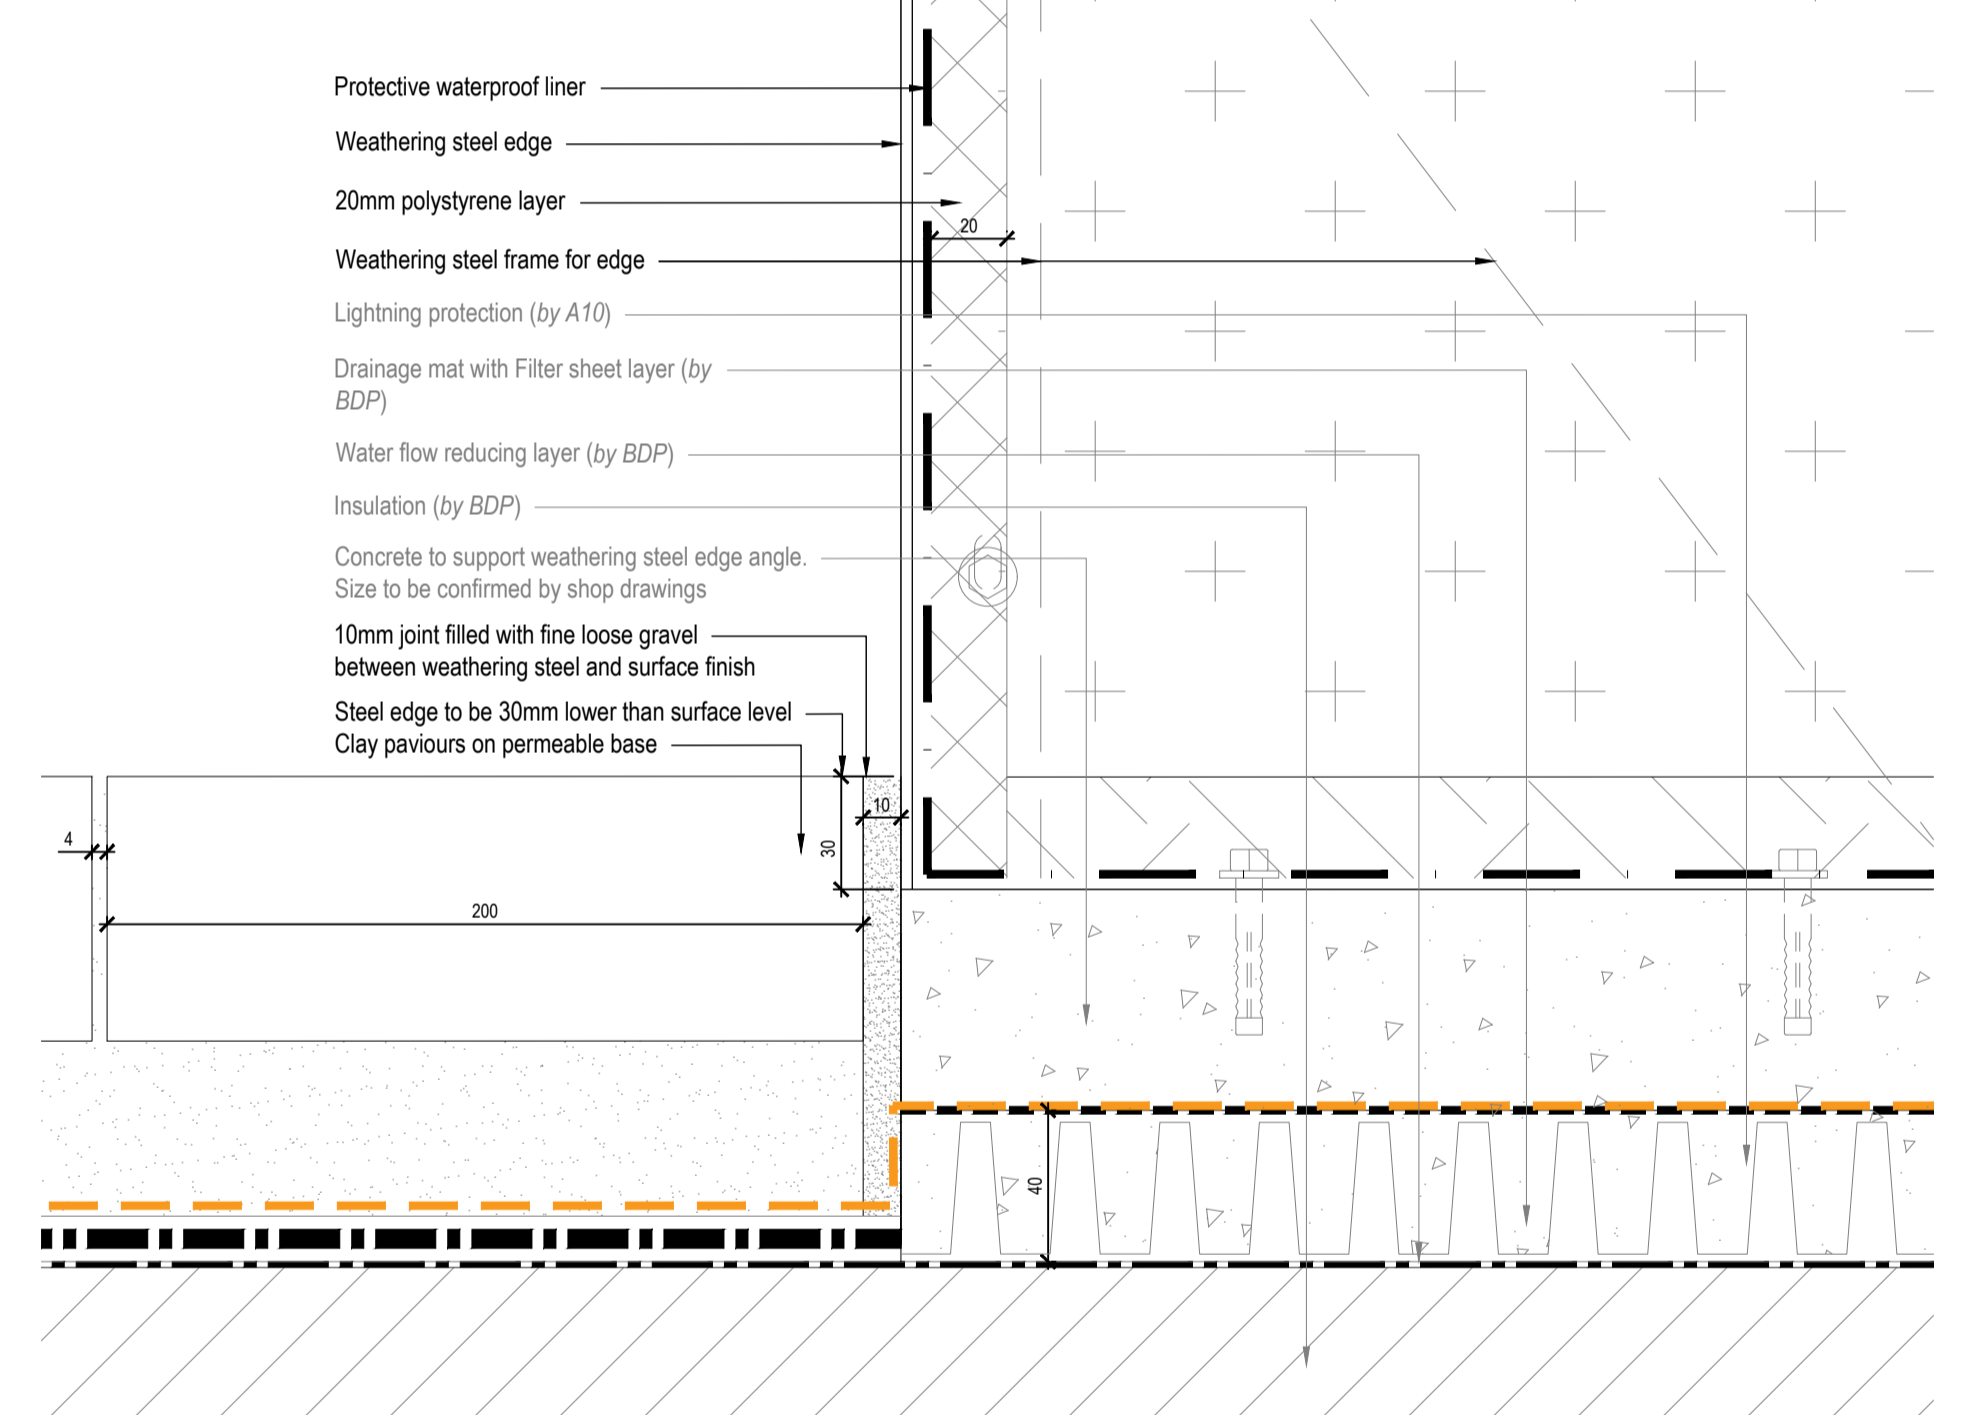 Protective waterproof liner
Weathering steel edge
20mm polystyrene layer
20
Weathering steel frame for edge
Lightning protection (by A10)
Drainage mat with Filter sheet layer (by
BDP)
Water flow reducing layer (by BDP)
Insulation (by BDP)
Concrete to support weathering steel edge angle.
Size to be confirmed by shop drawings
10mm joint filled with fine loose gravel
between weathering steel and surface finish
Steel edge to be 30mm lower than surface level
Clay paviours on permeable base
10
4
30
200
40